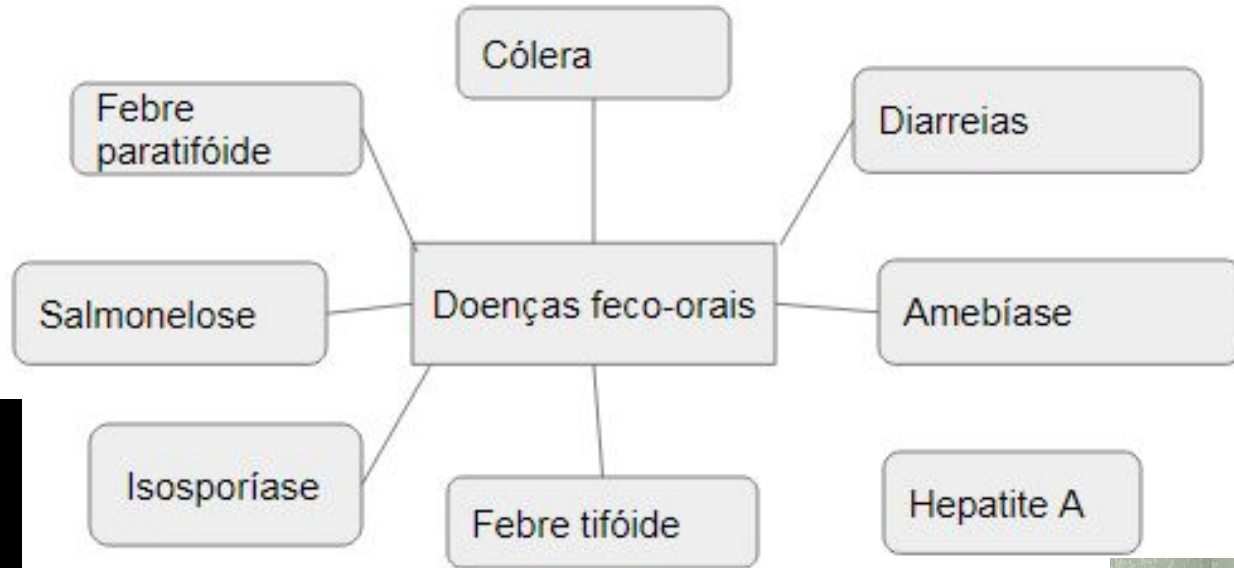 Cólera
Febre
paratifóide
Diarreias
Salmonelose
Doenças feco-orais
Amebíase
Isosporíase
Febre tifóide
Hepatite A